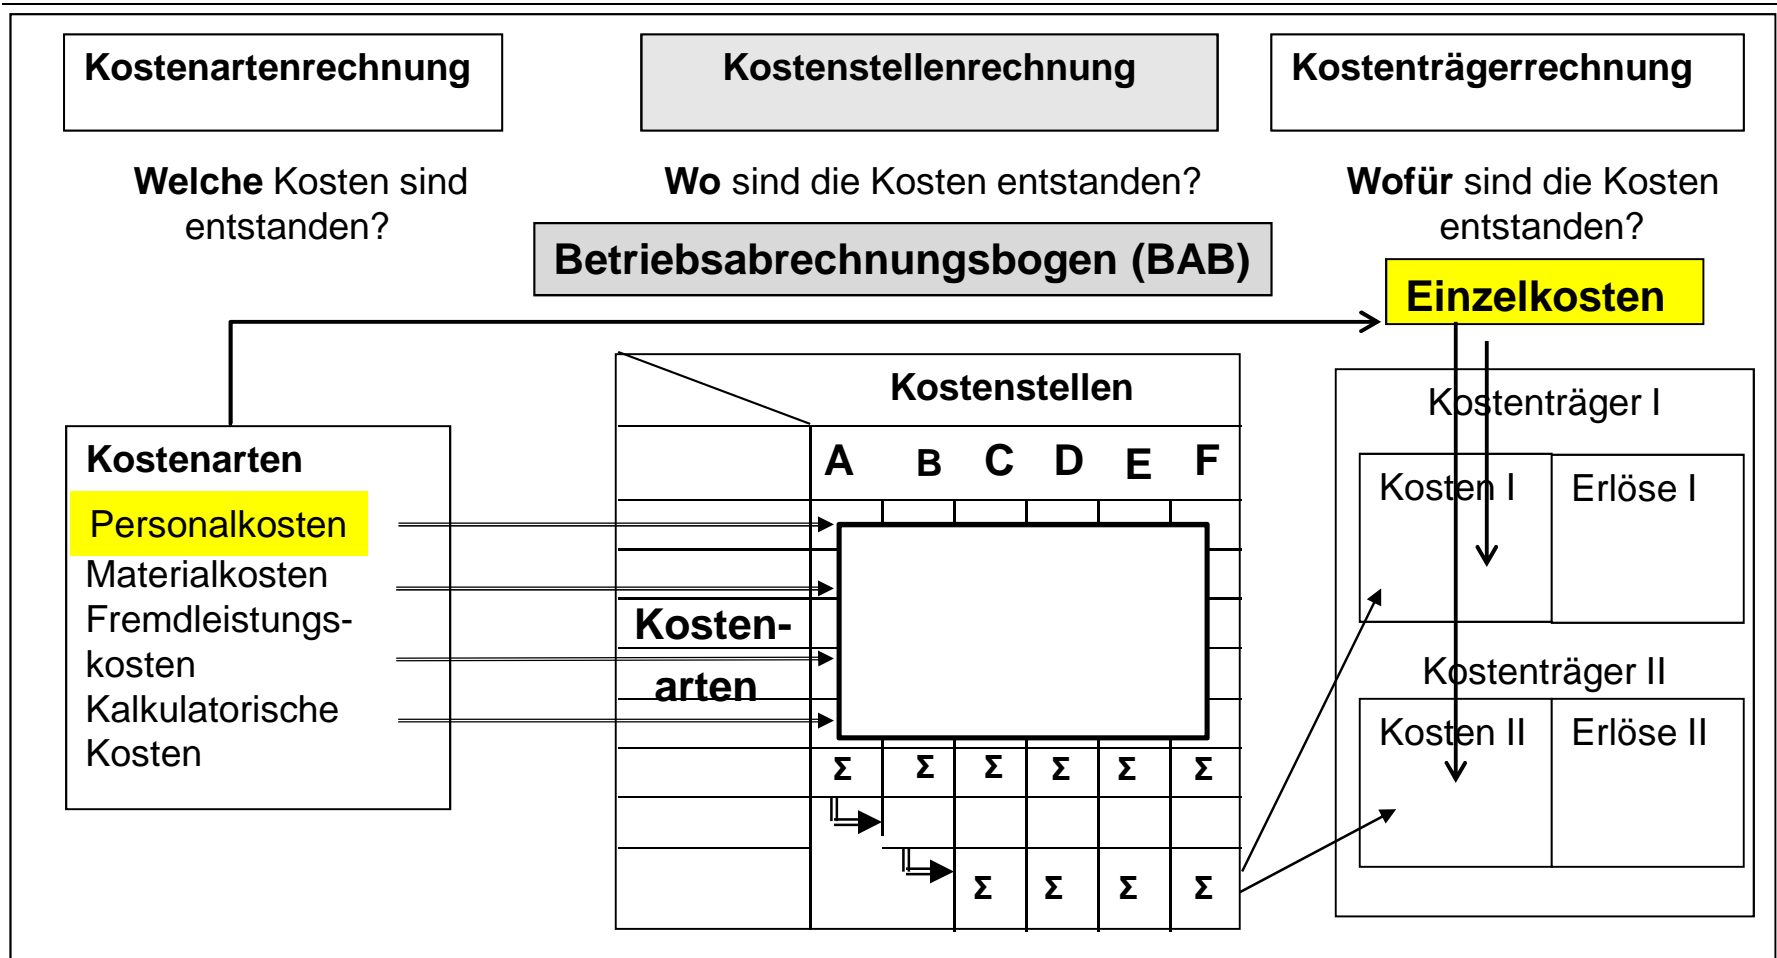 Kostenartenrechnung
Kostenstellenrechnung
Kostenträgerrechnung
Welche Kosten sind
entstanden?
Wo sind die Kosten entstanden?
Wofür sind die Kosten
entstanden?
Betriebsabrechnungsbogen (BAB)
Einzelkosten
Kostenarten
Personalkosten
Materialkosten
Fremdleistungs-
kosten
Kalkulatorische
Kosten
Kostenstellen
A B C D E F
Kosten-
arten
Σ Σ Σ Σ Σ Σ
Σ Σ Σ Σ
Kostenträger I
Kosten I
Erlöse I
Kostenträger II
Kosten II
Erlöse II